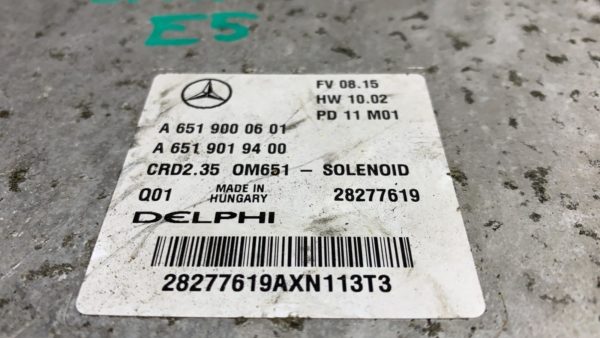 E5
FV 08.15
HW 10.02
PD 11 M01
A 651 900 06 01
A 651 901 94 00
CRD2.35 OM651 - SOLENOID
Q01 MADE IN HUNGARY 28277619
DELPHI
28277619AXN113T3